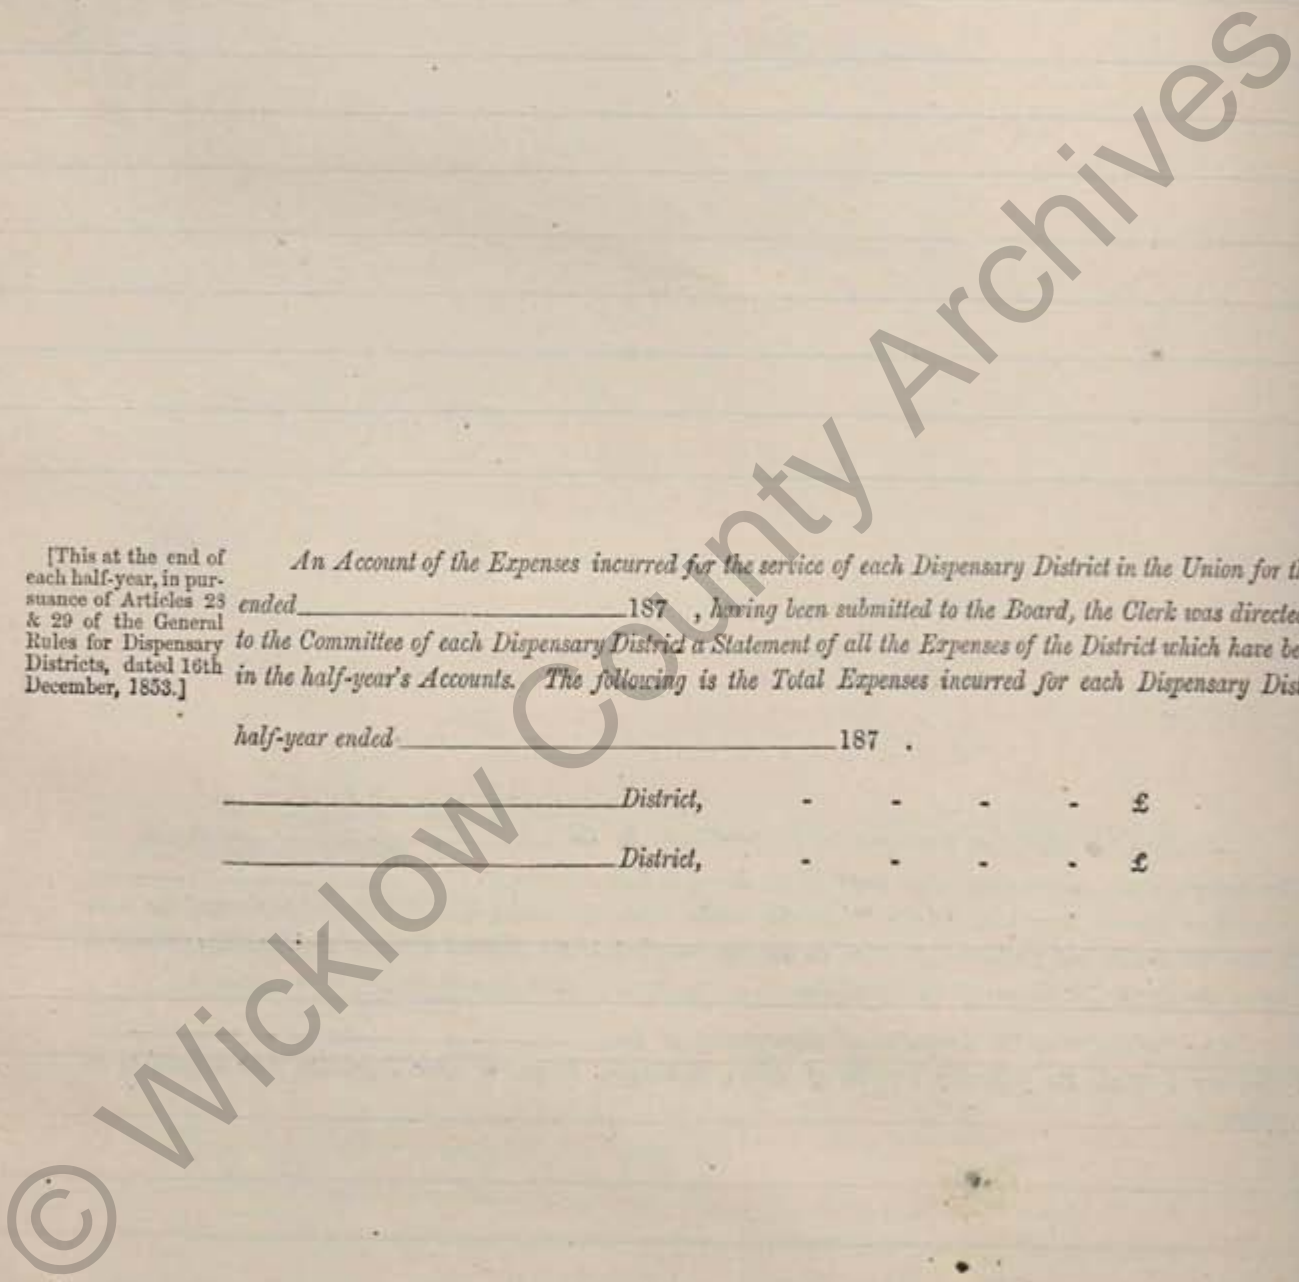 [This at the end of
each half-year, in pur-
suance of Articles 23
& 29 of the General
Rules for Dispensary
Districts, dated 16th
December, 1853.]
An Account of the Expenses incurred for the service of each Dispensary District in the Union for th
ended 187 , having been submitted to the Board, the Clerk was directe
to the Committee of each Dispensary District a Statement of all the Expenses of the District which have be
in the half-year's Accounts. The following is the Total Expenses incurred for each Dispensary Dis
half-year ended 187 .
District, - - - - £
District, - - - - £
© Wicklow County Archives